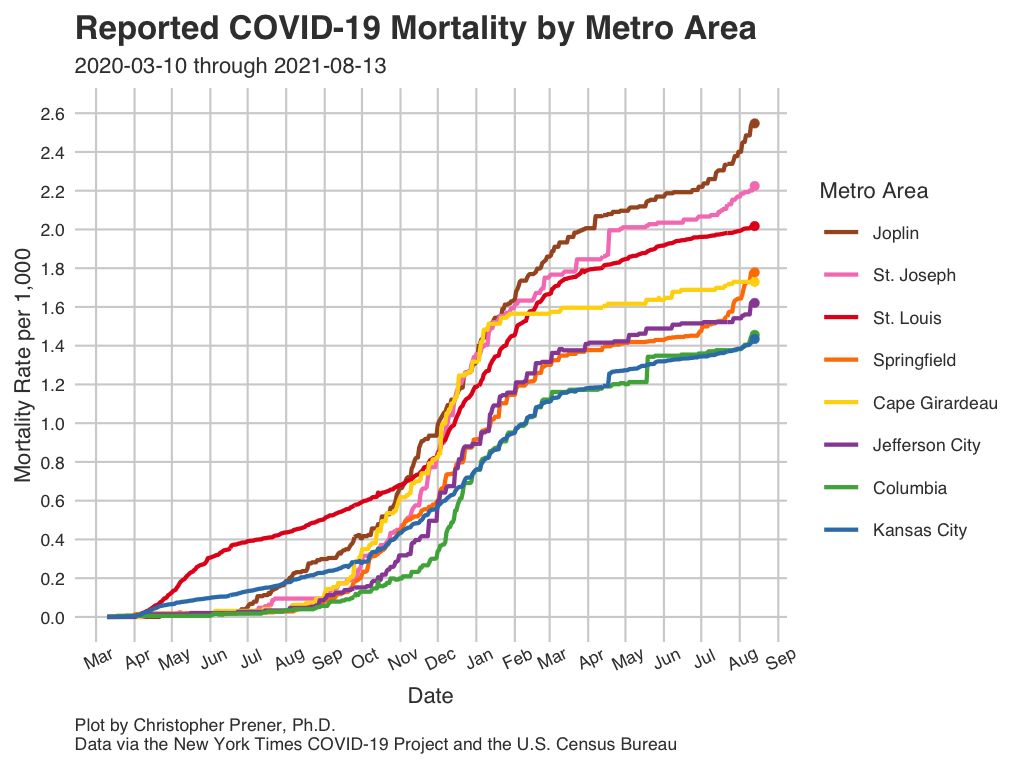 Reported COVID-19 Mortality by Metro Area
2020-03-10 through 2021-08-13
Mortality Rate per 1,000
2.6
2.4
2.2
2.0
1.8
1.6
1.4
1.2
1.0
0.8
0.6
0.4
0.2
0.0
Mar Apr May Jun Jul Aug Sep Oct Nov Dec Jan Feb Mar Apr May Jun Jul Aug Sep
Date
Metro Area
Joplin
St. Joseph
St. Louis
Springfield
Cape Girardeau
Jefferson City
Columbia
Kansas City
Plot by Christopher Prener, Ph.D.
Data via the New York Times COVID-19 Project and the U.S. Census Bureau